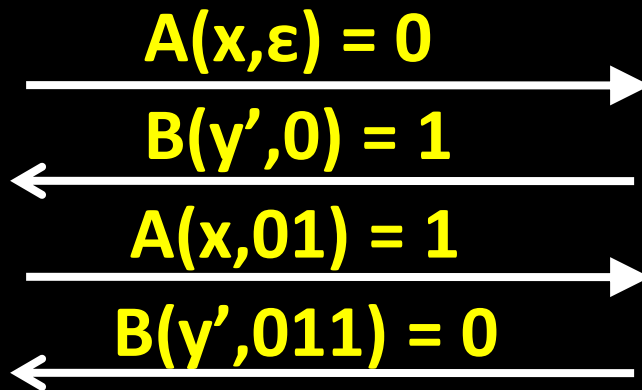 A(x,ε) = 0
B(y’,0) = 1
A(x,01) = 1
B(y’,011) = 0